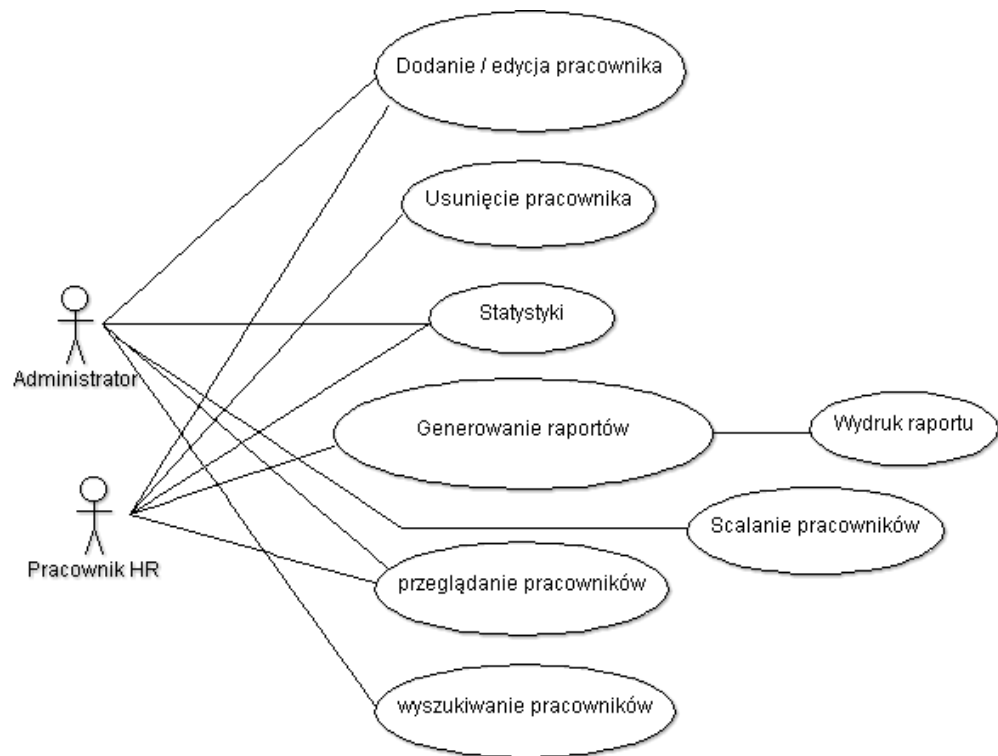 Dodanie / edycja pracownika
Usunięcie pracownika
Statystyki
Administrator
Generowanie raportów
Wydruk raportu
Scalanie pracowników
Pracownik HR
przeglądanie pracowników
wyszukiwanie pracowników